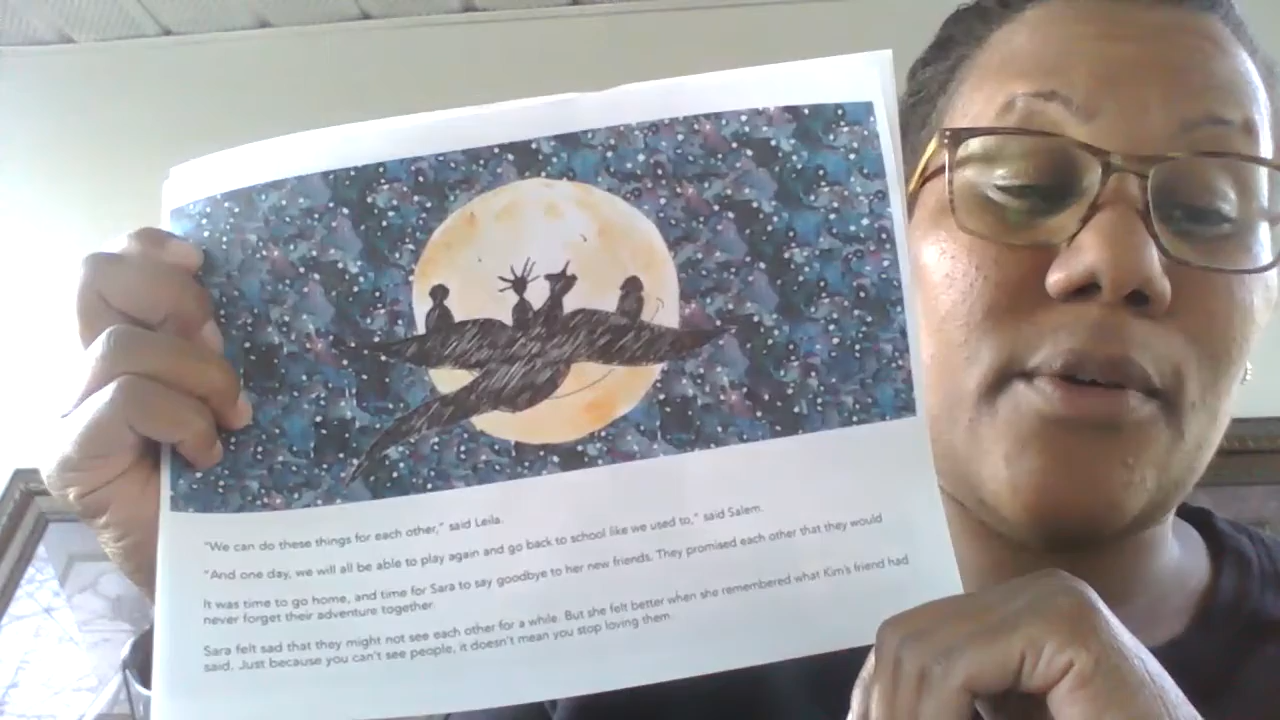 "We can do these things for each other," said Leila.
"And one day, we will all be able to play again and go back to school like we used to," said Salem.
It was time to go home, and time for Sara to say goodbye to her new friends. They promised each other that they would
never forget their adventure together.
Sara felt sad that they might not see each other for a while. But she felt better when she remembered what Kim's friend had
said. Just because you can't see people, it doesn't mean you stop loving them.